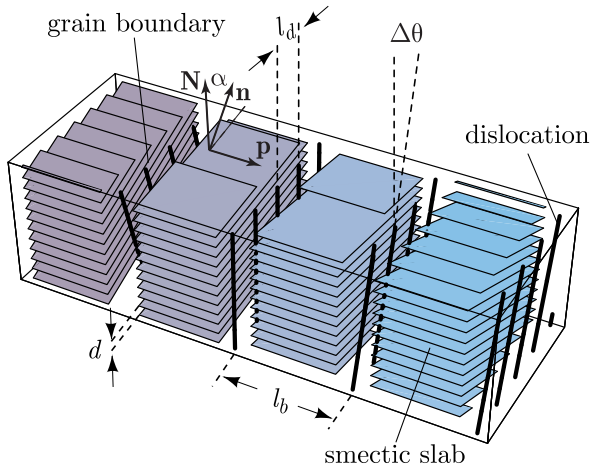 grain boundary
l_d
Δθ
N
α
n
p
dislocation
d
l_b
smectic slab